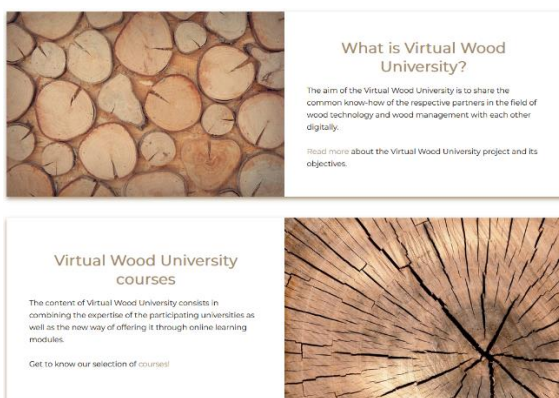 What is Virtual Wood
University?
The aim of the Virtual Wood University is to share the
common know-how of the respective partners in the field of
wood technology and wood management with each other
digitally.
Read more about the Virtual Wood University project and its
objectives.
Virtual Wood University
courses
The content of Virtual Wood University consists in
combining the expertise of the participating universities as
well as the new way of offering it through online learning
modules.
Get to know our selection of courses!